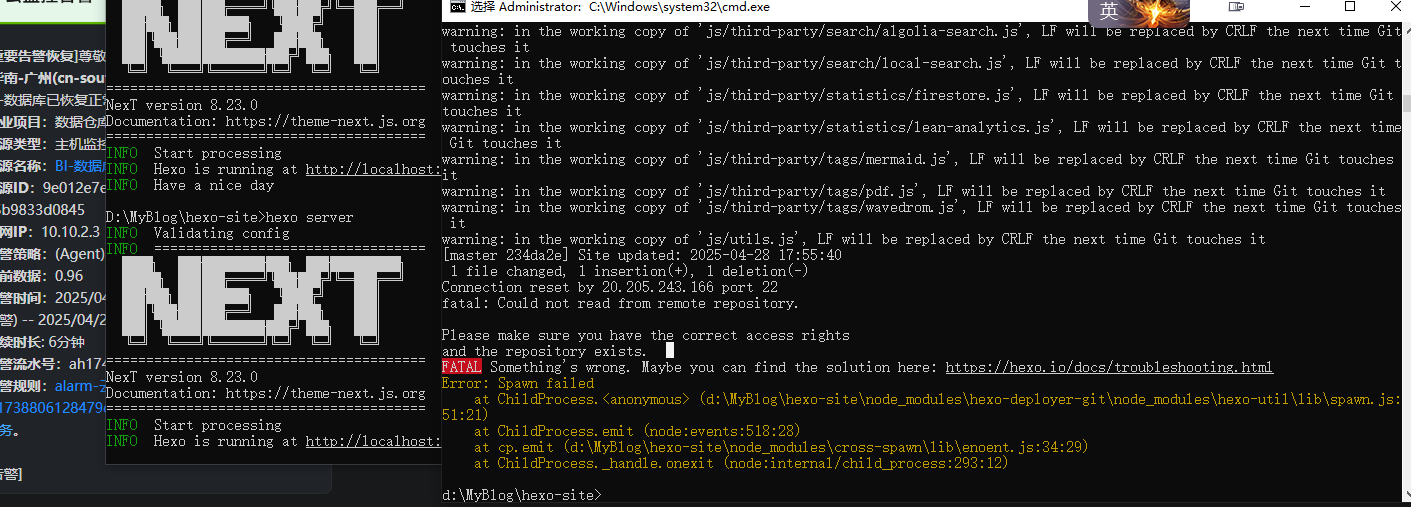 要告警恢复]尊敬
南-广州(cn-sou
-数据库已恢复正
业项目：数据仓库
源类型：主机监控
源名称：BI-数据
源ID：9e012e7e
b9833d0845
网IP：10.10.2.3
警策略：(Agent)
前数据：0.96
警时间：2025/04
警) -- 2025/04/2
续时长: 6分钟
警流水号：ah174
警规则：alarm-
1738806128479
务。
警]
NEXT
========================================
NexT version 8.23.0
Documentation: https://theme-next.js.org
========================================
INFO  Start processing
INFO  Hexo is running at http://localhost:
INFO  Have a nice day
D:\MyBlog\hexo-site>hexo server
INFO  Validating config
INFO  ==================================
NEXT
========================================
NexT version 8.23.0
Documentation: https://theme-next.js.org
========================================
INFO  Start processing
INFO  Hexo is running at http://localhost:
选择 Administrator:  C:\Windows\system32\cmd.exe
英
warning: in the working copy of 'js/third-party/search/algolia-search.js', LF will be replaced by CRLF the next time Git
touches it
warning: in the working copy of 'js/third-party/search/local-search.js', LF will be replaced by CRLF the next time Git t
ouches it
warning: in the working copy of 'js/third-party/statistics/firestore.js', LF will be replaced by CRLF the next time Git
touches it
warning: in the working copy of 'js/third-party/statistics/lean-analytics.js', LF will be replaced by CRLF the next time
Git touches it
warning: in the working copy of 'js/third-party/tags/mermaid.js', LF will be replaced by CRLF the next time Git touches
it
warning: in the working copy of 'js/third-party/tags/pdf.js', LF will be replaced by CRLF the next time Git touches it
warning: in the working copy of 'js/third-party/tags/wavedrom.js', LF will be replaced by CRLF the next time Git touches
it
warning: in the working copy of 'js/utils.js', LF will be replaced by CRLF the next time Git touches it
[master 234da2e] Site updated: 2025-04-28 17:55:40
1 file changed, 1 insertion(+), 1 deletion(-)
Connection reset by 20.205.243.166 port 22
fatal: Could not read from remote repository.
Please make sure you have the correct access rights
and the repository exists.
FATAL Something's wrong. Maybe you can find the solution here: https://hexo.io/docs/troubleshooting.html
Error: Spawn failed
at ChildProcess.<anonymous> (d:\MyBlog\hexo-site\node_modules\hexo-deployer-git\node_modules\hexo-util\lib\spawn.js:
51:21)
at ChildProcess.emit (node:events:518:28)
at cp.emit (d:\MyBlog\hexo-site\node_modules\cross-spawn\lib\enoent.js:34:29)
at ChildProcess._handle.onexit (node:internal/child_process:293:12)
d:\MyBlog\hexo-site>